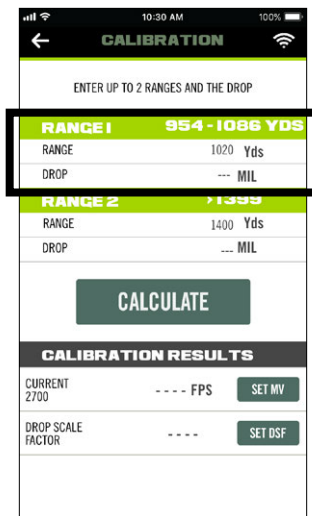 10:30 AM 100%
CALIBRATION
ENTER UP TO 2 RANGES AND THE DROP
RANGE 1 954 - 1086 YDS
RANGE 1020 Yds
DROP --- MIL
RANGE 2 >1399
RANGE 1400 Yds
DROP --- MIL
CALCULATE
CALIBRATION RESULTS
CURRENT
2700 - - - - FPS SET MV
DROP SCALE
FACTOR - - - - SET DSF